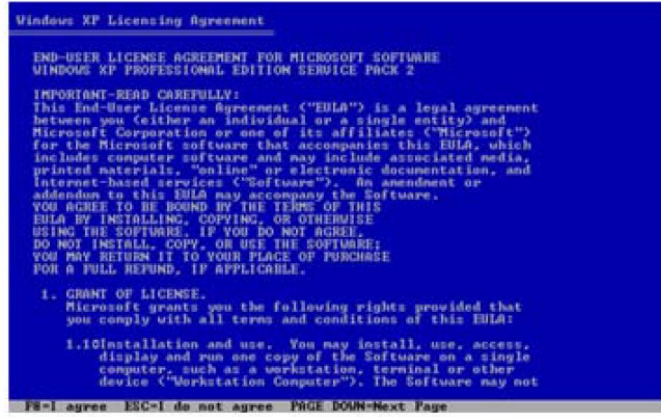 Windows XP Licensing Agreement
END-USER LICENSE AGREEMENT FOR MICROSOFT SOFTWARE
WINDOWS XP PROFESSIONAL EDITION SERVICE PACK 2
IMPORTANT-READ CAREFULLY:
This End-User License Agreement ("EULA") is a legal agreement
between you (either an individual or a single entity) and
Microsoft Corporation or one of its affiliates ("Microsoft")
for the Microsoft software that accompanies this EULA, which
includes computer software and may include associated media,
printed materials, "online" or electronic documentation, and
Internet-based services ("Software"). An amendment or
addendum to this EULA may accompany the Software.
YOU AGREE TO BE BOUND BY THE TERMS OF THIS
EULA BY INSTALLING, COPYING, OR OTHERWISE
USING THE SOFTWARE. IF YOU DO NOT AGREE,
DO NOT INSTALL, COPY, OR USE THE SOFTWARE;
YOU MAY RETURN IT TO YOUR PLACE OF PURCHASE
FOR A FULL REFUND, IF APPLICABLE.
1. GRANT OF LICENSE.
Microsoft grants you the following rights provided that
you comply with all terms and conditions of this EULA:
1.1 Installation and use. You may install, use, access,
display and run one copy of the Software on a single
computer, such as a workstation, terminal or other
device ("Workstation Computer"). The Software may not
F8=I agree ESC=I do not agree PAGE DOWN=Next Page